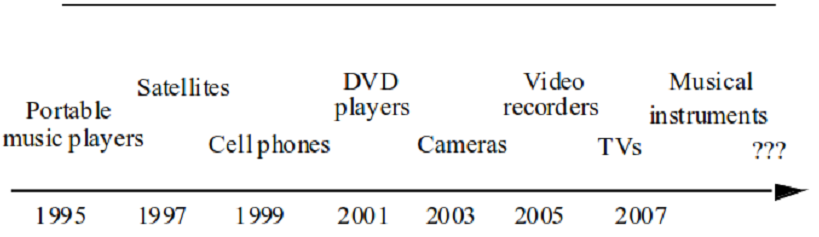 Portable
music players
Satellites
Cell phones
DVD
players
Cameras
Video
recorders
TVs
Musical
instruments
???
1995 1997 1999 2001 2003 2005 2007